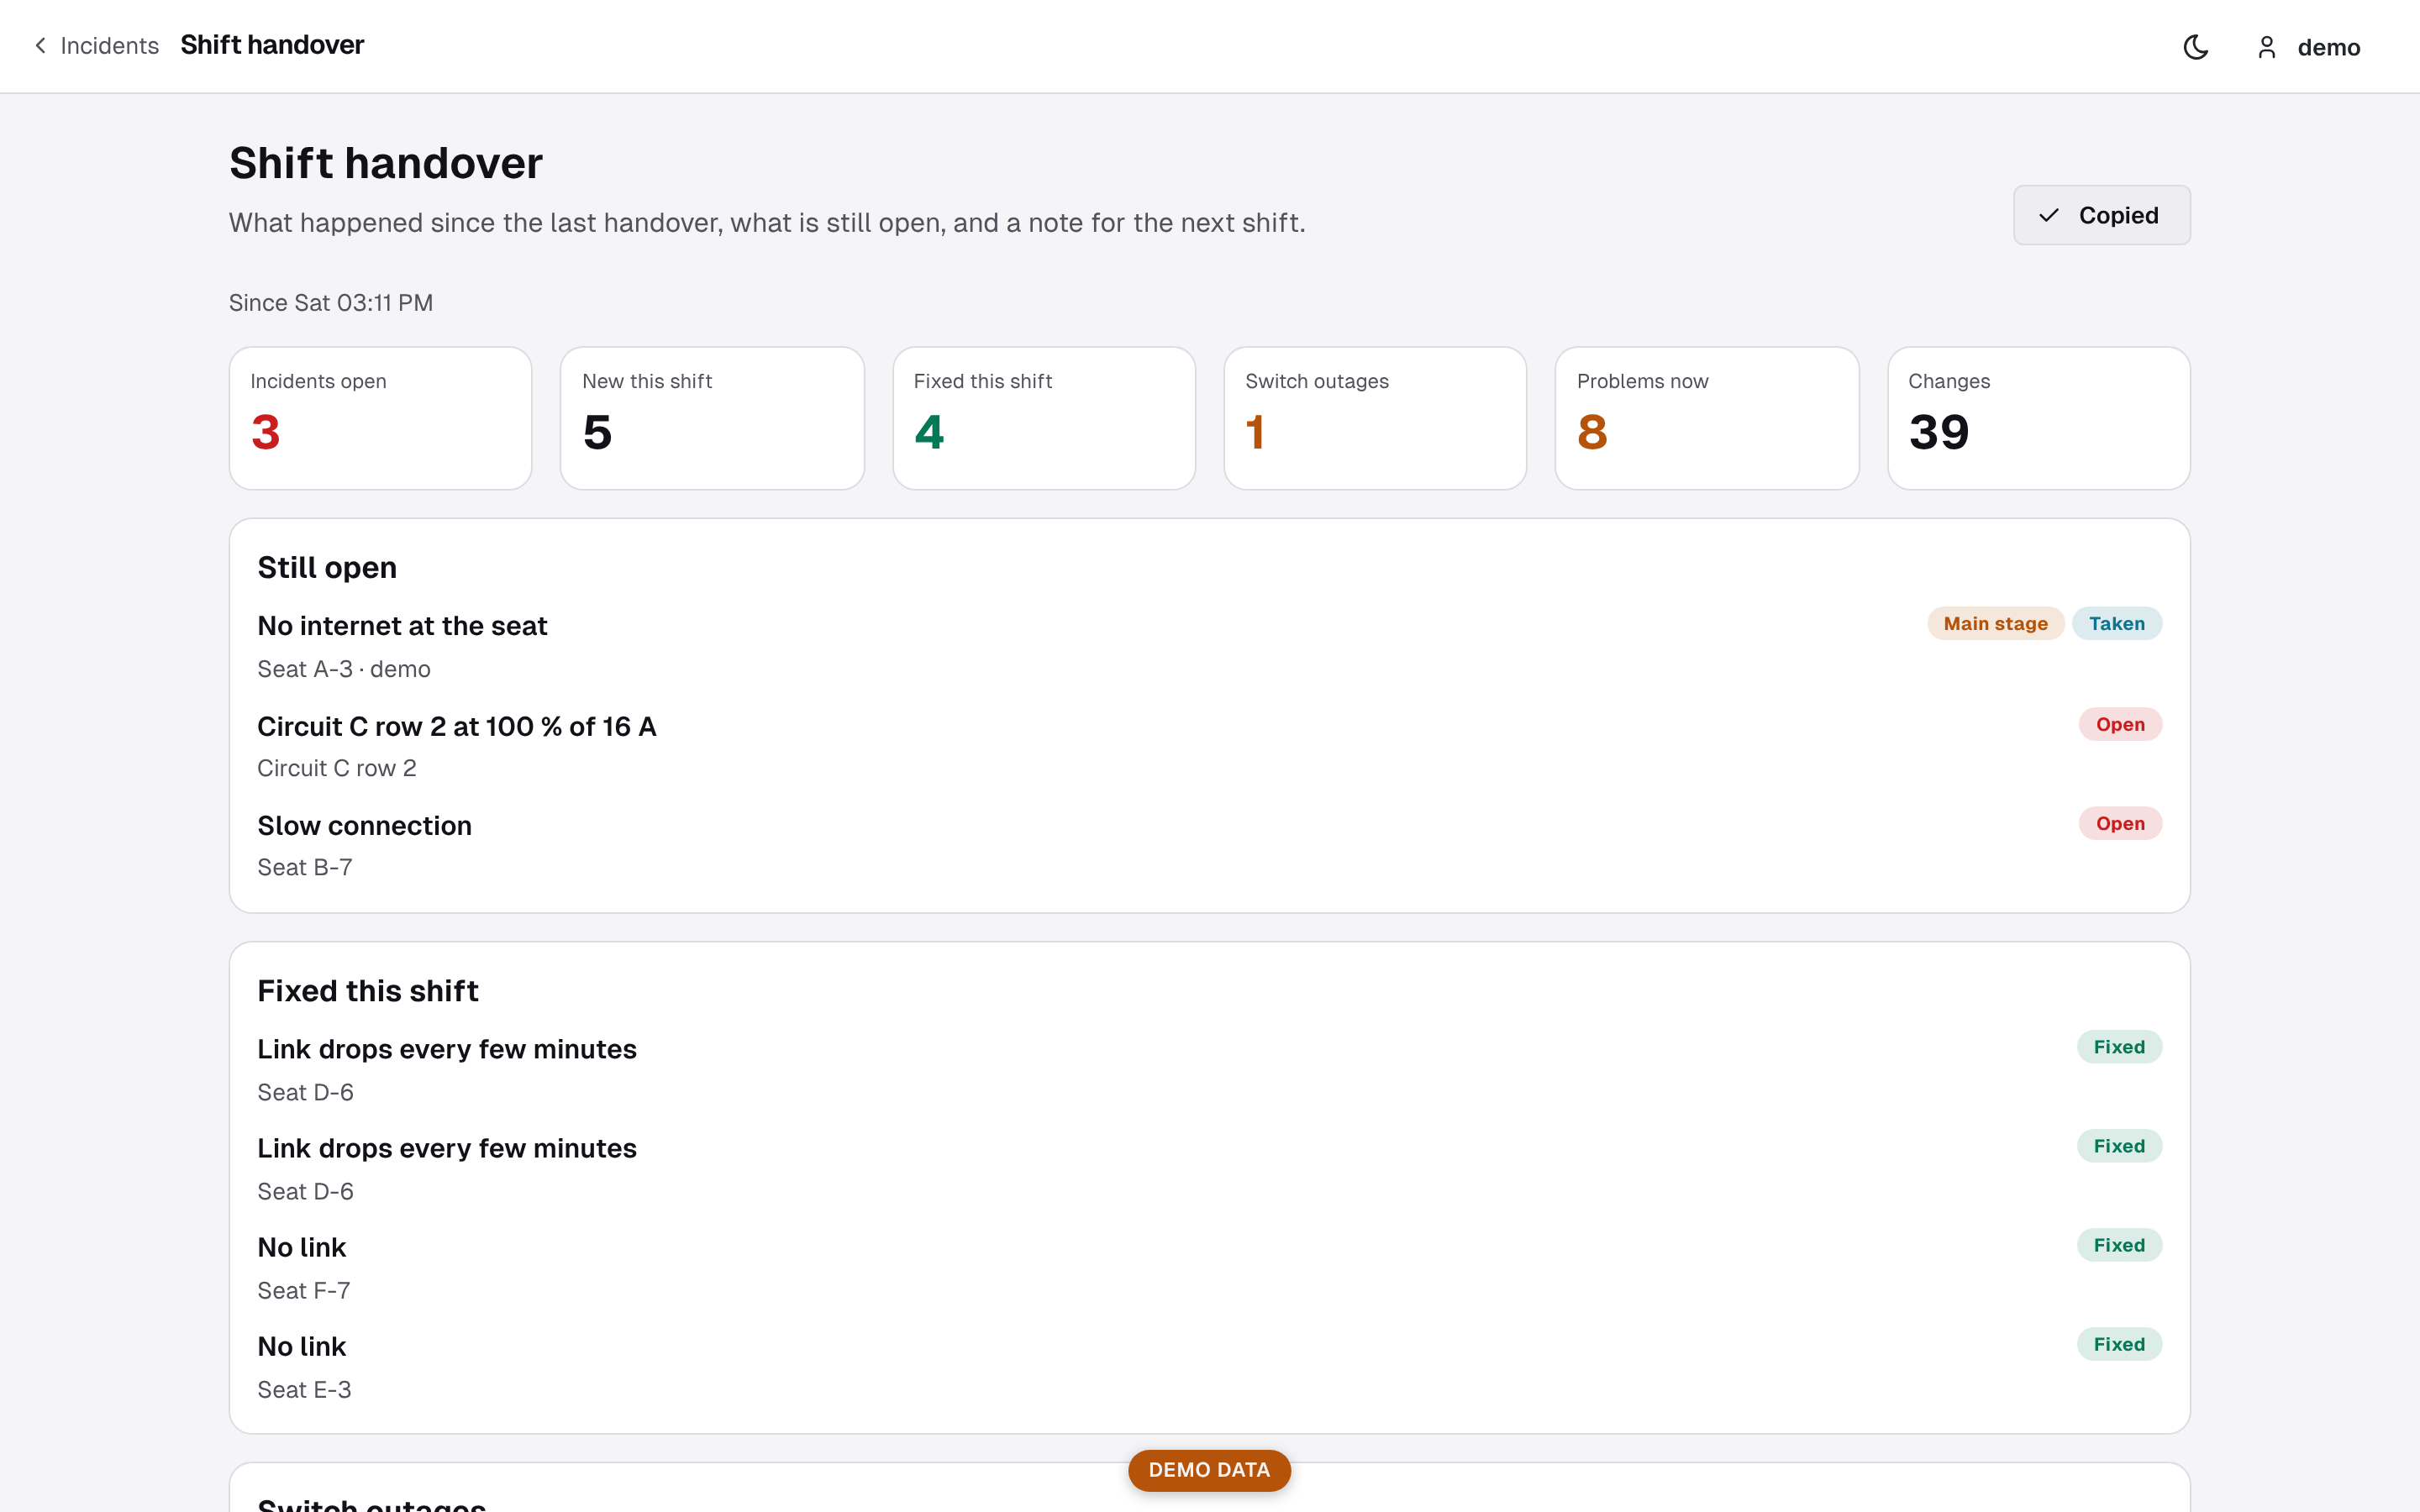 Incidents Shift handover
demo
Shift handover
What happened since the last handover, what is still open, and a note for the next shift.
Copied
Since Sat 03:11 PM
Incidents open
3
New this shift
5
Fixed this shift
4
Switch outages
1
Problems now
8
Changes
39
Still open
No internet at the seat
Main stage
Taken
Seat A-3 · demo
Circuit C row 2 at 100 % of 16 A
Open
Circuit C row 2
Slow connection
Open
Seat B-7
Fixed this shift
Link drops every few minutes
Fixed
Seat D-6
Link drops every few minutes
Fixed
Seat D-6
No link
Fixed
Seat F-7
No link
Fixed
Seat E-3
DEMO DATA
Switch outages